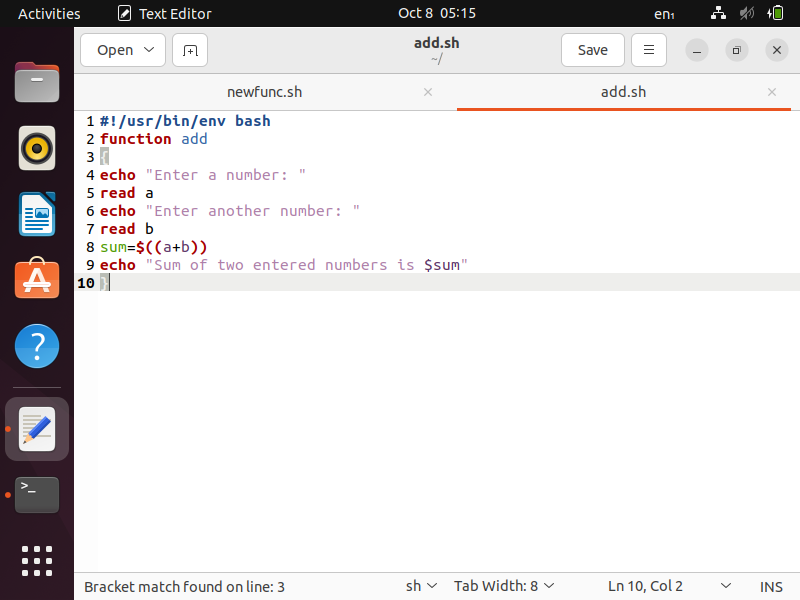 Activities Text Editor Oct 8 05:15 en₁
Open add.sh Save
~/
newfunc.sh add.sh
1 #!/usr/bin/env bash
2 function add
3 {
4 echo "Enter a number: "
5 read a
6 echo "Enter another number: "
7 read b
8 sum=$((a+b))
9 echo "Sum of two entered numbers is $sum"
10 }
>_
Bracket match found on line: 3 sh Tab Width: 8 Ln 10, Col 2 INS